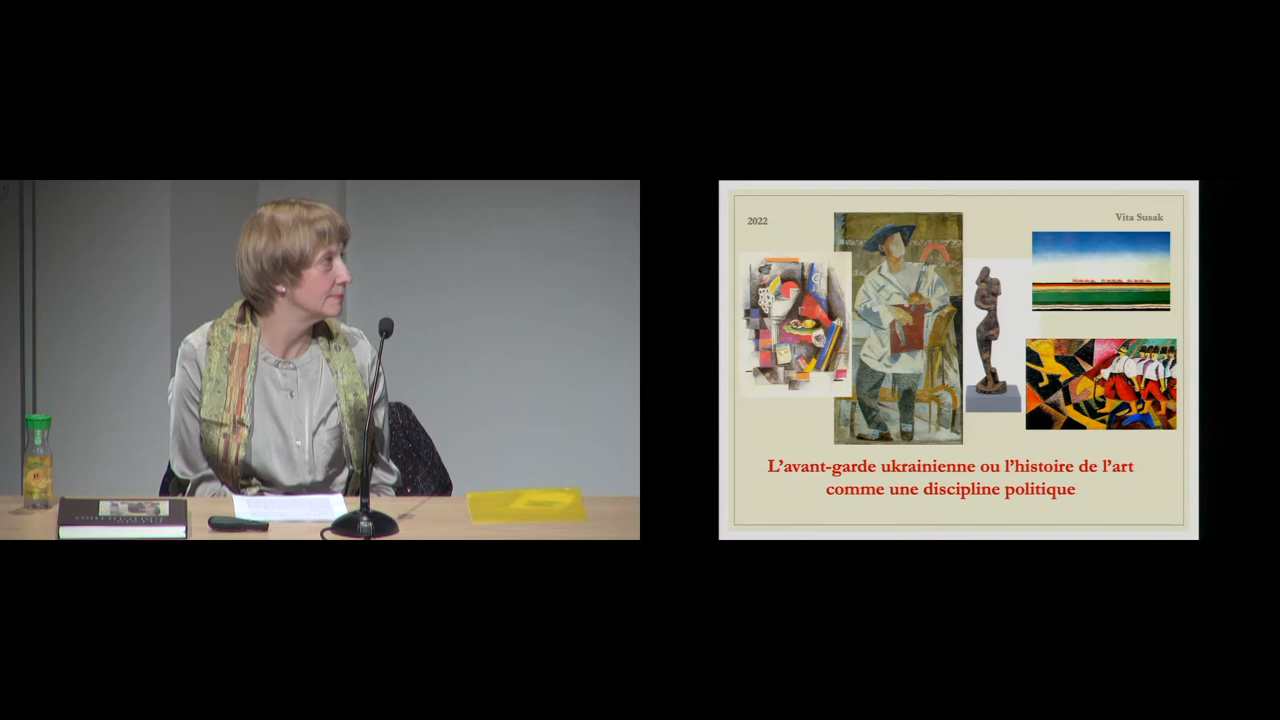 2022
Vita Susak
L'avant-garde ukrainienne ou l'histoire de l'art
comme une discipline politique